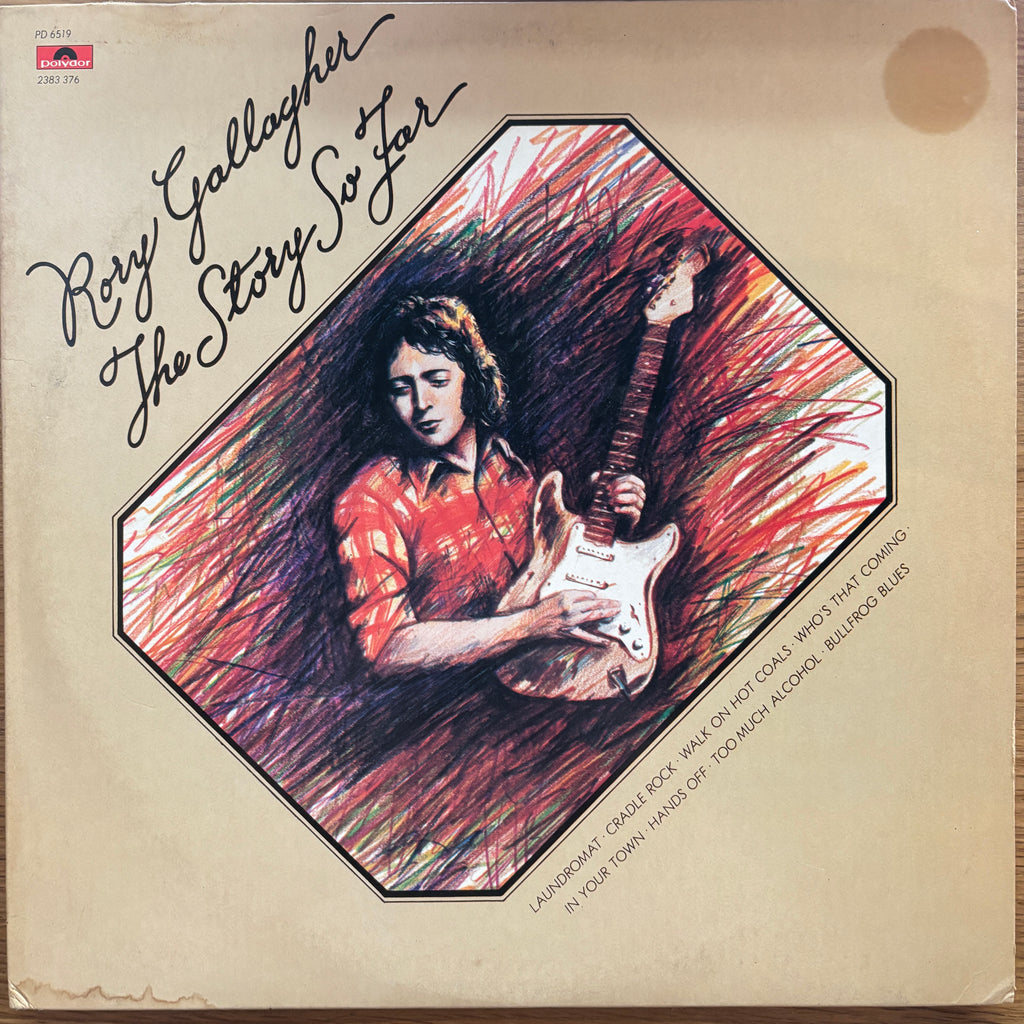 PD 6519
polydor
2383 376
Rory Gallagher
The Story So Far
LAUNDROMAT · CRADLE ROCK · WALK ON HOT COALS · WHO'S THAT COMING ·
IN YOUR TOWN · HANDS OFF · TOO MUCH ALCOHOL · BULLFROG BLUES